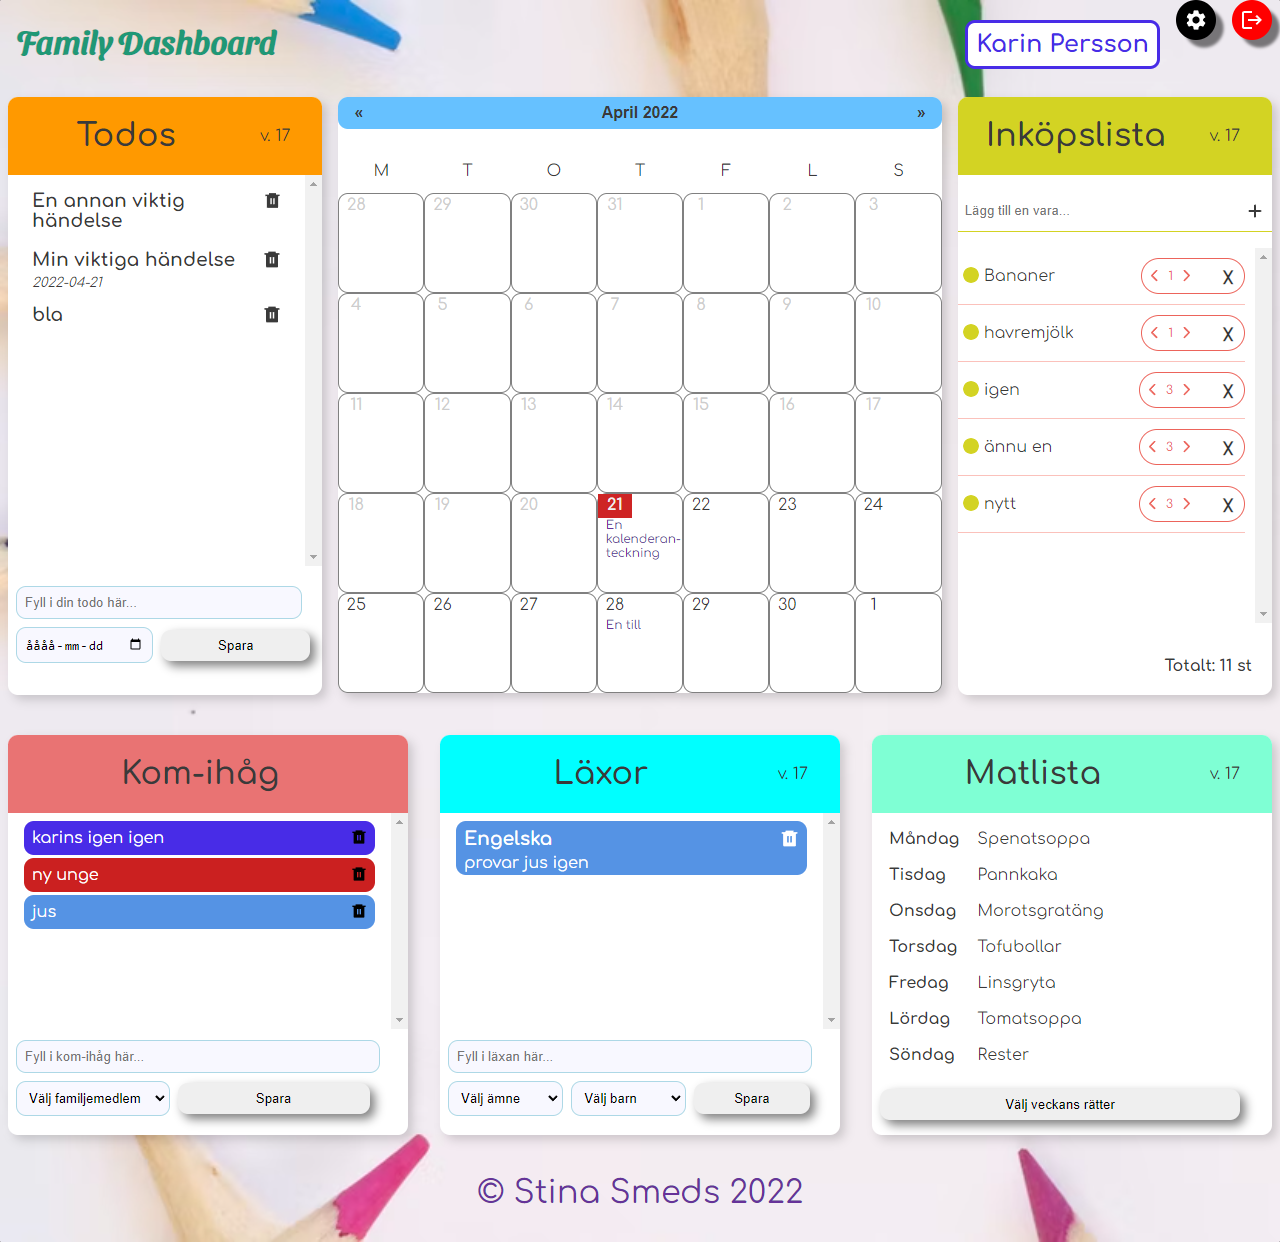 Family Dashboard
Karin Persson
Todos
v. 17
En annan viktig
händelse
Min viktiga händelse
2022-04-21
bla
Fyll i din todo här...
åååå-mm-dd
Spara
« April 2022 »
M T O T F L S
28 29 30 31 1 2 3
4 5 6 7 8 9 10
11 12 13 14 15 16 17
18 19 20 21 22 23 24
En
kalenderan-
teckning
25 26 27 28 29 30 1
En till
Inköpslista
v. 17
Lägg till en vara... +
Bananer < 1 > X
havremjölk < 1 > X
igen < 3 > X
ännu en < 3 > X
nytt < 3 > X
Totalt: 11 st
Kom-ihåg
karins igen igen
ny unge
jus
Fyll i kom-ihåg här...
Välj familjemedlem
Spara
Läxor
v. 17
Engelska
provar jus igen
Fyll i läxan här...
Välj ämne
Välj barn
Spara
Matlista
v. 17
Måndag Spenatsoppa
Tisdag Pannkaka
Onsdag Morotsgratäng
Torsdag Tofubollar
Fredag Linsgryta
Lördag Tomatsoppa
Söndag Rester
Välj veckans rätter
© Stina Smeds 2022